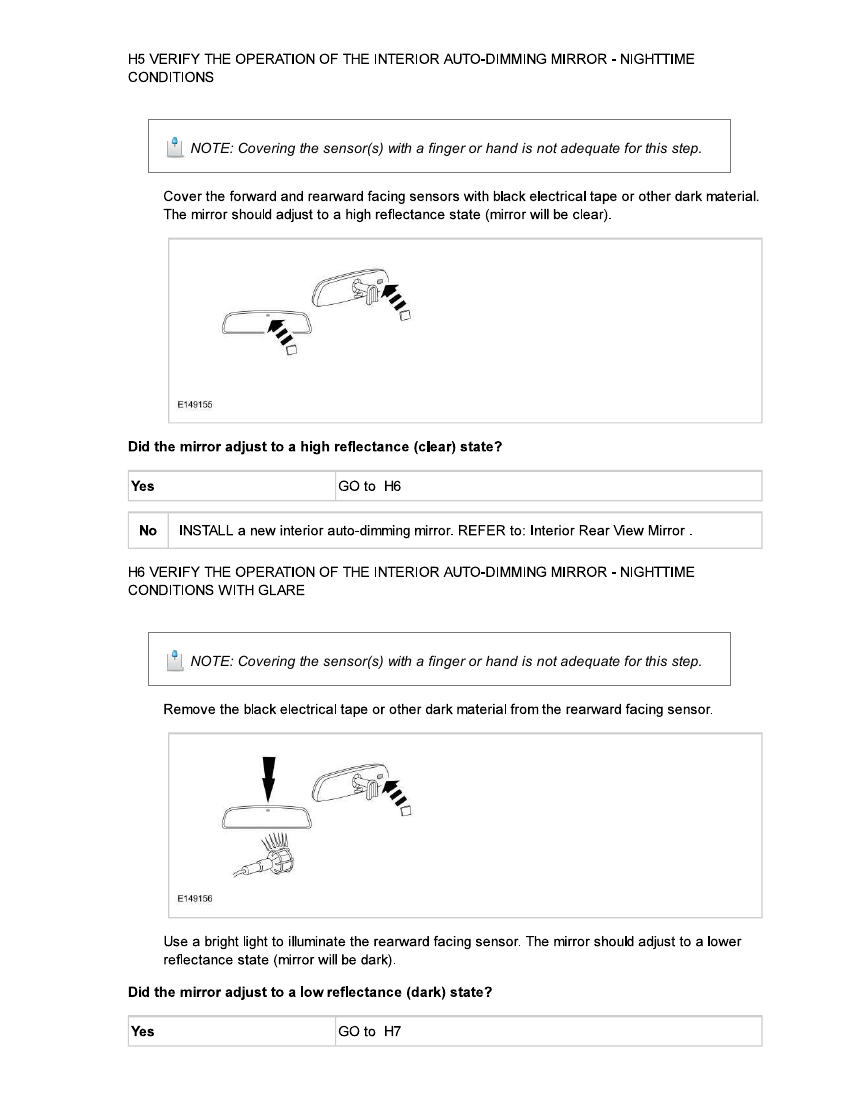 H5 VERIFY THE OPERATION OF THE INTERIOR AUTO-DIMMING MIRROR - NIGHTTIME
CONDITIONS
NOTE: Covering the sensor(s) with a finger or hand is not adequate for this step.
Cover the forward and rearward facing sensors with black electrical tape or other dark material.
The mirror should adjust to a high reflectance state (mirror will be clear).
E149155
Did the mirror adjust to a high reflectance (clear) state?
Yes GO to H6
No INSTALL a new interior auto-dimming mirror. REFER to: Interior Rear View Mirror .
H6 VERIFY THE OPERATION OF THE INTERIOR AUTO-DIMMING MIRROR - NIGHTTIME
CONDITIONS WITH GLARE
NOTE: Covering the sensor(s) with a finger or hand is not adequate for this step.
Remove the black electrical tape or other dark material from the rearward facing sensor.
E149156
Use a bright light to illuminate the rearward facing sensor. The mirror should adjust to a lower
reflectance state (mirror will be dark).
Did the mirror adjust to a low reflectance (dark) state?
Yes GO to H7